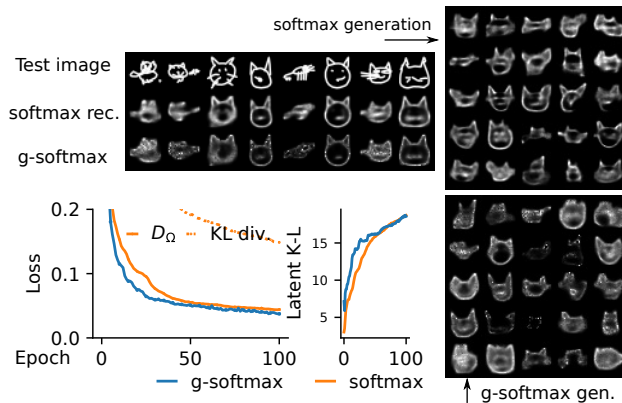 softmax generation
Test image
softmax rec.
g-softmax
0.2
0.1
0.0
Loss
D_Ω
KL div.
Epoch
0
50
100
Latent K-L
15
10
5
0
100
g-softmax
softmax
g-softmax gen.